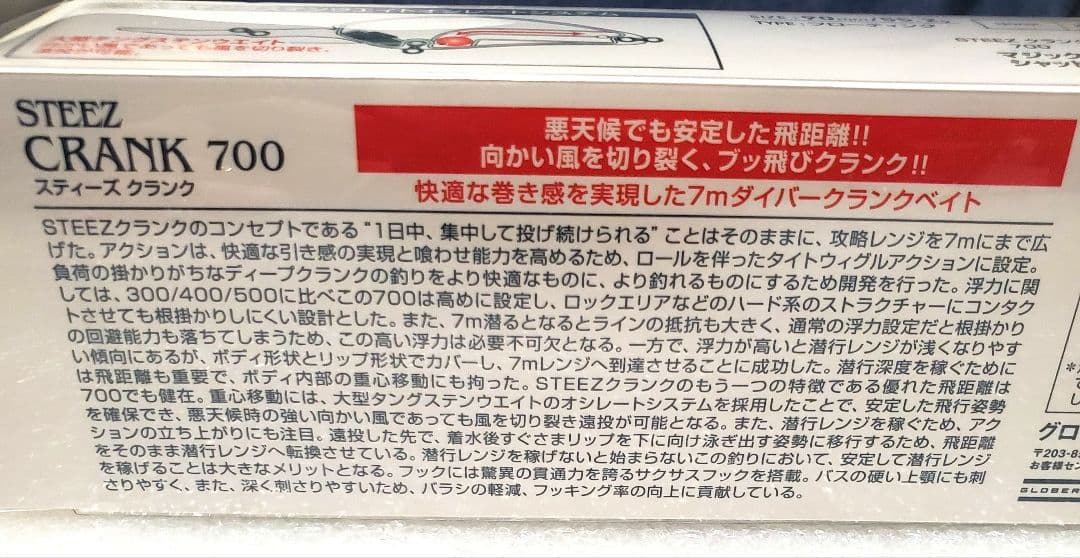 も風を切り裂き、
STEEZ クランク
700
STEEZ
CRANK 700
スティーズ クランク
悪天候でも安定した飛距離!!
向かい風を切り裂く、ブッ飛びクランク!!
快適な巻き感を実現した7mダイバークランクベイト
STEEZクランクのコンセプトである"1日中、集中して投げ続けられる"ことはそのままに、攻略レンジを7mにまで広
げた。アクションは、快適な引き感の実現と喰わせ能力を高めるため、ロールを伴ったタイトウィグルアクションに設定。
負荷の掛かりがちなディープクランクの釣りをより快適なものに、より釣れるものにするため開発を行った。浮力に関
しては、300/400/500に比べこの700は高めに設定し、ロックエリアなどのハード系のストラクチャーにコンタク
トさせても根掛かりしにくい設計とした。また、7m潜るとなるとラインの抵抗も大きく、通常の浮力設定だと根掛かり
の回避能力も落ちてしまうため、この高い浮力は必要不可欠となる。一方で、浮力が高いと潜行レンジが浅くなりやす
い傾向にあるが、ボディ形状とリップ形状でカバーし、7mレンジへ到達させることに成功した。潜行深度を稼ぐために
は飛距離も重要で、ボディ内部の重心移動にも拘った。STEEZクランクのもう一つの特徴である優れた飛距離は
700でも健在。重心移動には、大型タングステンウエイトのオシレートシステムを採用したことで、安定した飛行姿勢
を確保でき、悪天候時の強い向かい風であっても風を切り裂き遠投が可能となる。また、潜行レンジを稼ぐため、アク
ションの立ち上がりにも注目。遠投した先で、着水後すぐさまリップを下に向け泳ぎ出す姿勢に移行するため、飛距離
をそのまま潜行レンジへ転換させている。潜行レンジを稼げないと始まらないこの釣りにおいて、安定して潜行レンジ
を稼げることは大きなメリットとなる。フックには驚異の貫通力を誇るサクサスフックを搭載。バスの硬い上顎にも刺
さりやすく、また、深く刺さりやすいため、バラシの軽減、フッキング率の向上に貢献している。
グロ
〒203-8
お客様セン
GLOBER